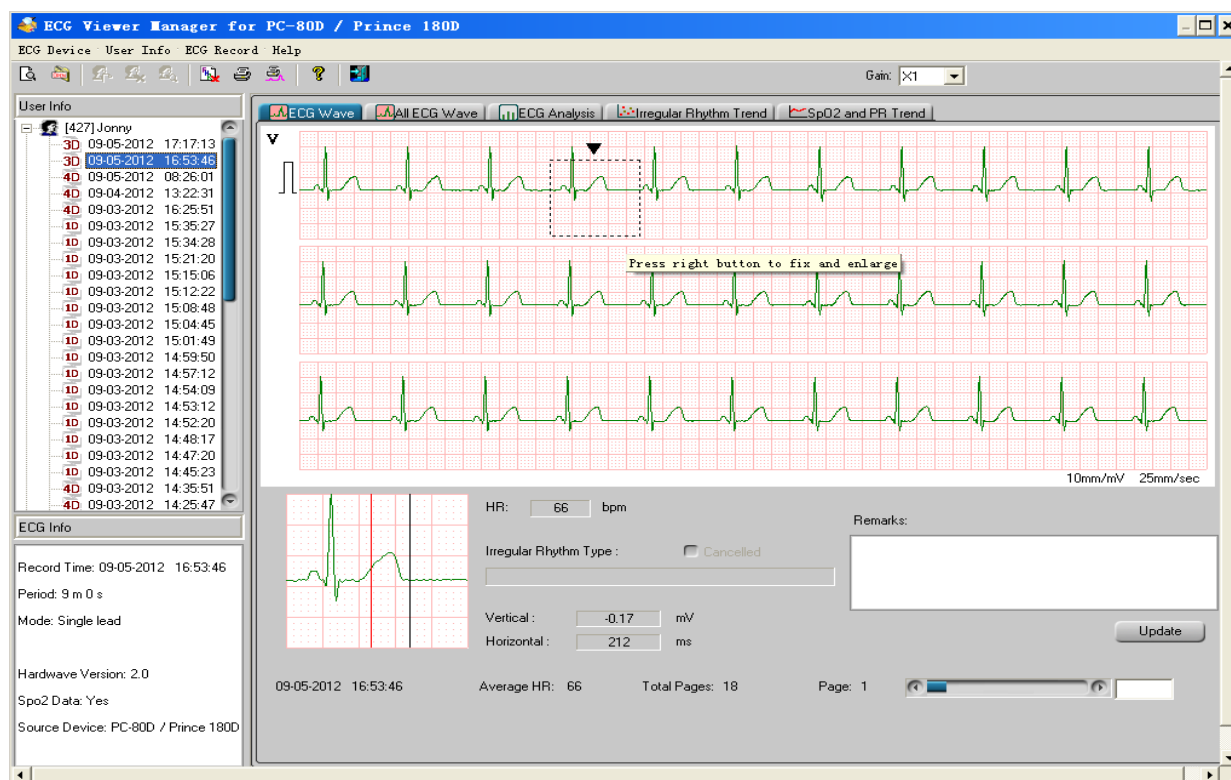 ECG Viewer Manager for PC-80D / Prince 180D
ECG Device User Info ECG Record Help
Gain: X1
User Info
[427] Jonny
3D 09-05-2012 17:17:13
3D 09-05-2012 16:53:46
4D 09-05-2012 08:26:01
4D 09-04-2012 13:22:31
4D 09-03-2012 16:25:51
1D 09-03-2012 15:35:27
1D 09-03-2012 15:34:28
1D 09-03-2012 15:21:20
1D 09-03-2012 15:15:06
1D 09-03-2012 15:12:22
1D 09-03-2012 15:08:48
1D 09-03-2012 15:04:45
1D 09-03-2012 15:01:49
1D 09-03-2012 14:59:50
1D 09-03-2012 14:57:12
1D 09-03-2012 14:54:09
1D 09-03-2012 14:53:12
1D 09-03-2012 14:52:20
1D 09-03-2012 14:48:17
1D 09-03-2012 14:47:20
1D 09-03-2012 14:45:23
4D 09-03-2012 14:35:51
4D 09-03-2012 14:25:47
ECG Info
Record Time: 09-05-2012 16:53:46
Period: 9 m 0 s
Mode: Single lead
Hardwave Version: 2.0
Spo2 Data: Yes
Source Device: PC-80D / Prince 180D
ECG Wave All ECG Wave ECG Analysis Irregular Rhythm Trend SpO2 and PR Trend
V
Press right button to fix and enlarge
10mm/mV 25mm/sec
HR: 66 bpm
Irregular Rhythm Type : Cancelled
Vertical : -0.17 mV
Horizontal : 212 ms
Remarks:
Update
09-05-2012 16:53:46 Average HR: 66 Total Pages: 18 Page: 1